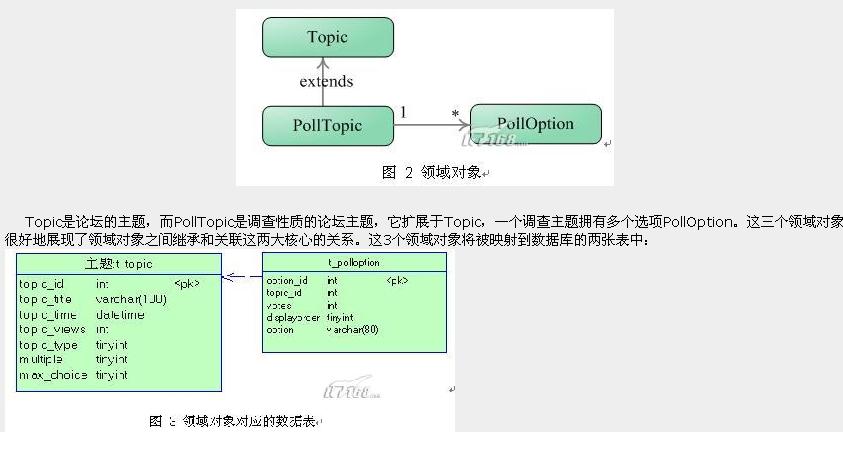 Topic
extends
PollTopic
1
*
PollOption
图 2 领域对象
Topic是论坛的主题，而PollTopic是调查性质的论坛主题，它扩展于Topic，一个调查主题拥有多个选项PollOption。这三个领域对象
很好地展现了领域对象之间继承和关联这两大核心的关系。这3个领域对象将被映射到数据库的两张表中：
主题:t_topic
topic_id int <pk>
topic_title varchar(100)
topic_time datetime
topic_views int
topic_type tinyint
multiple tinyint
max_choice tinyint
t_polloption
option_id int <pk>
topic_id int
votes int
displayorder tinyint
option varchar(80)
图 3 领域对象对应的数据表